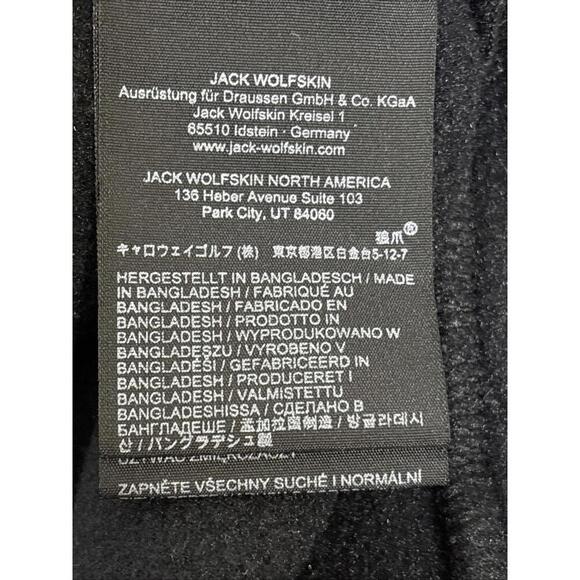 JACK WOLFSKIN
Ausrüstung für Draussen GmbH & Co. KGaA
Jack Wolfskin Kreisel 1
65510 Idstein · Germany
www.jack-wolfskin.com
JACK WOLFSKIN NORTH AMERICA
136 Heber Avenue Suite 103
Park City, UT 84060
狼爪®
キャロウェイゴルフ (株) 東京都港区白金台5-12-7
HERGESTELLT IN BANGLADESCH / MADE
IN BANGLADESH / FABRIQUÉ AU
BANGLADESH / FABRICADO EN
BANGLADESH / PRODOTTO IN
BANGLADESH / WYPRODUKOWANO W
BANGLADESZU / VYROBENO V
BANGLADÉŠI / GEFABRICEERD IN
BANGLADESH / PRODUCERET I
BANGLADESH / VALMISTETTU
BANGLADESHISSA / СДЕЛАНО В
БАНГЛАДЕШЕ / 孟加拉国制造 / 방글라데시
산 / バングラデシュ製
ZAPNĚTE VŠECHNY SUCHÉ I NORMÁLNÍ